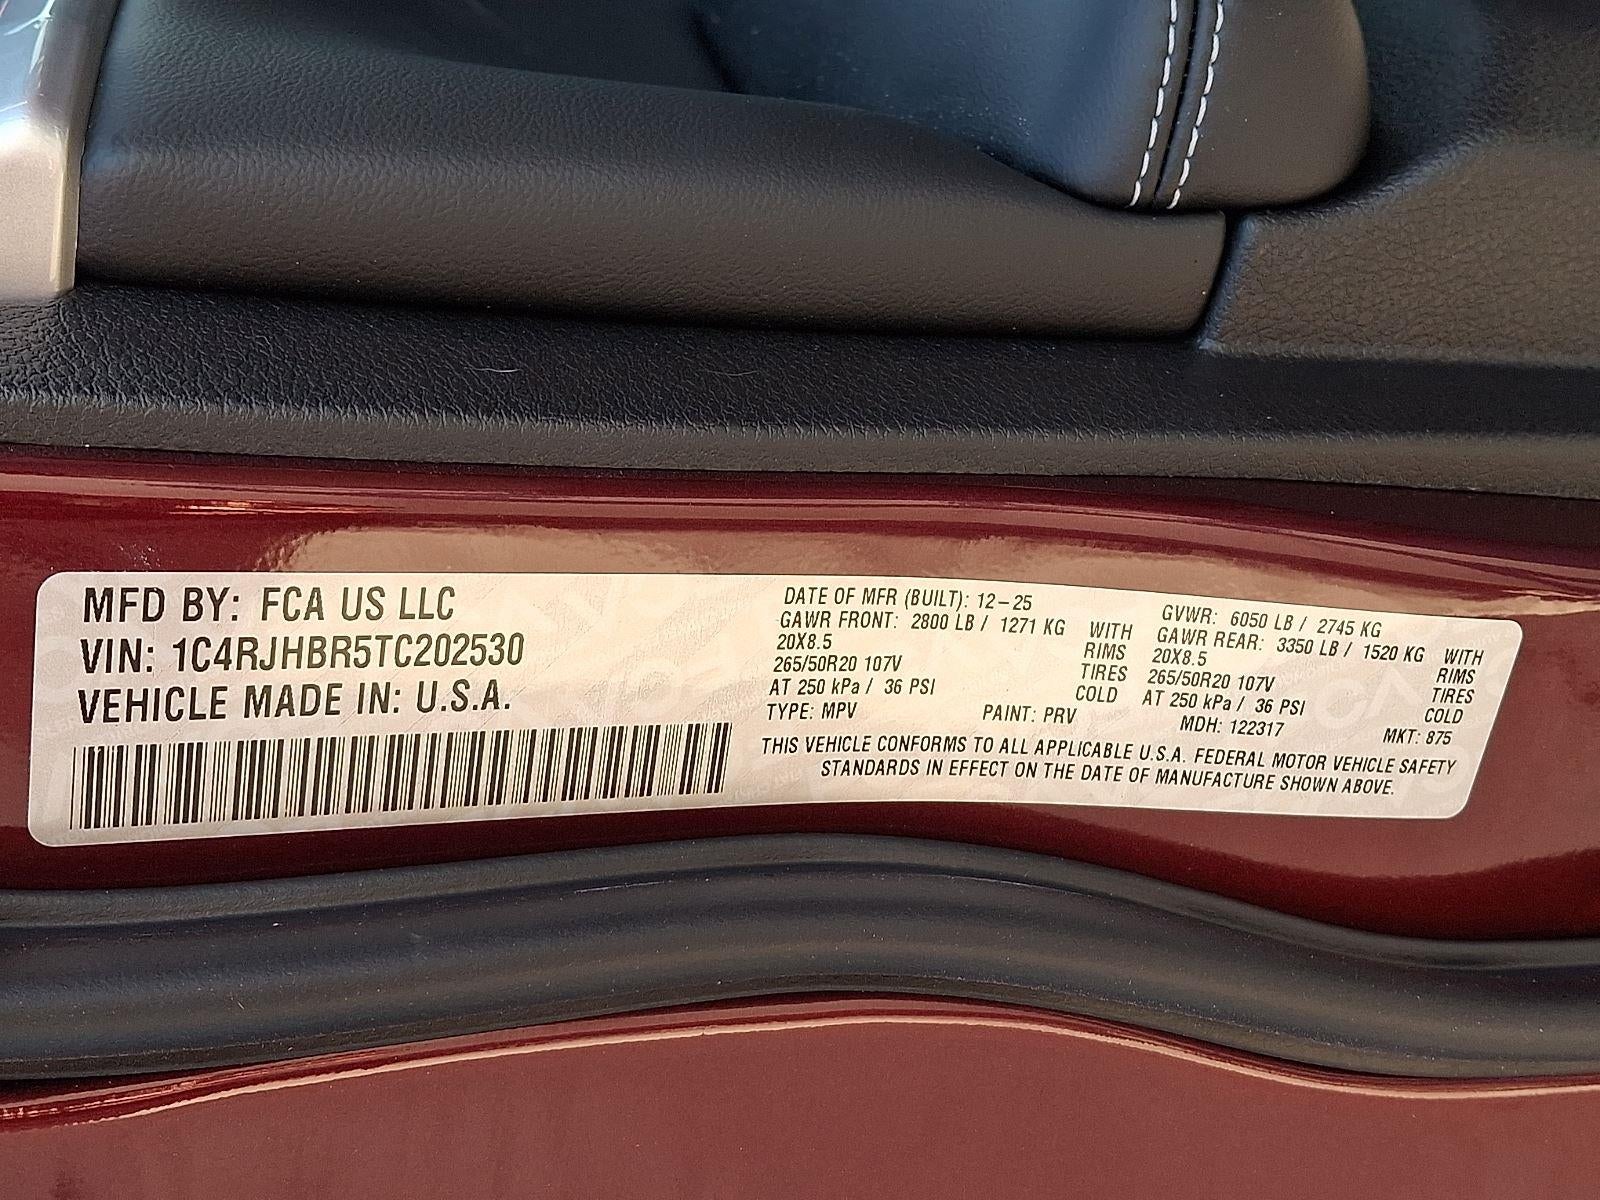 MFD BY: FCA US LLC
VIN: 1C4RJHBR5TC202530
VEHICLE MADE IN: U.S.A.
DATE OF MFR (BUILT): 12-25
GAWR FRONT: 2800 LB / 1271 KG WITH
20X8.5 RIMS
265/50R20 107V TIRES
AT 250 kPa / 36 PSI COLD
TYPE: MPV PAINT: PRV
GVWR: 6050 LB / 2745 KG
GAWR REAR: 3350 LB / 1520 KG WITH
20X8.5 RIMS
265/50R20 107V TIRES
AT 250 kPa / 36 PSI COLD
MDH: 122317 MKT: 875
THIS VEHICLE CONFORMS TO ALL APPLICABLE U.S.A. FEDERAL MOTOR VEHICLE SAFETY
STANDARDS IN EFFECT ON THE DATE OF MANUFACTURE SHOWN ABOVE.